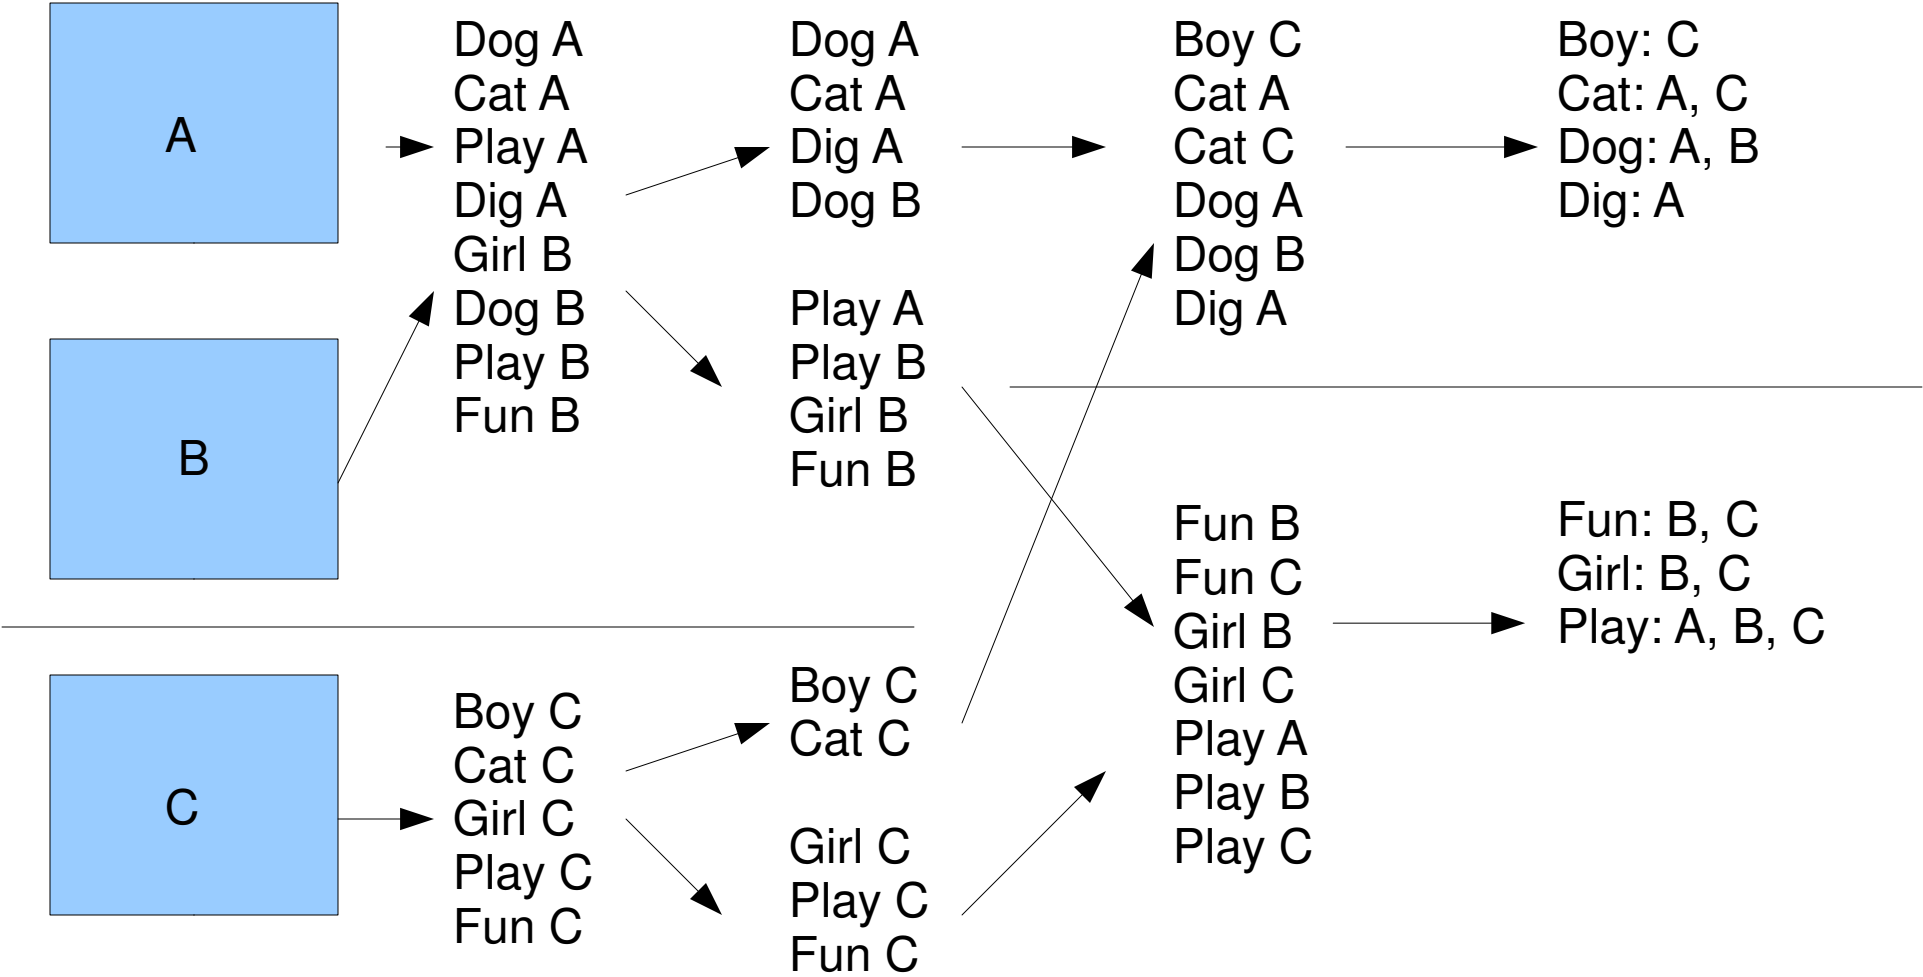 A
B
C
Dog A
Cat A
Play A
Dig A
Girl B
Dog B
Play B
Fun B
Boy C
Cat C
Girl C
Play C
Fun C
Dog A
Cat A
Dig A
Dog B
Play A
Play B
Girl B
Fun B
Boy C
Cat C
Girl C
Play C
Fun C
Boy C
Cat A
Cat C
Dog A
Dog B
Dig A
Fun B
Fun C
Girl B
Girl C
Play A
Play B
Play C
Boy: C
Cat: A, C
Dog: A, B
Dig: A
Fun: B, C
Girl: B, C
Play: A, B, C